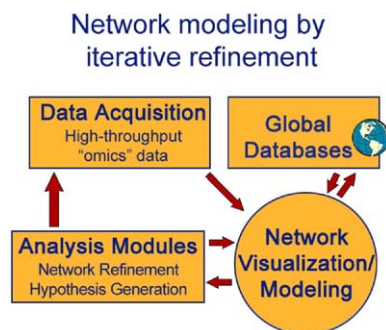 Network modeling by
iterative refinement
Data Acquisition
High-throughput
"omics" data
Global
Databases
Analysis Modules
Network Refinement
Hypothesis Generation
Network
Visualization/
Modeling